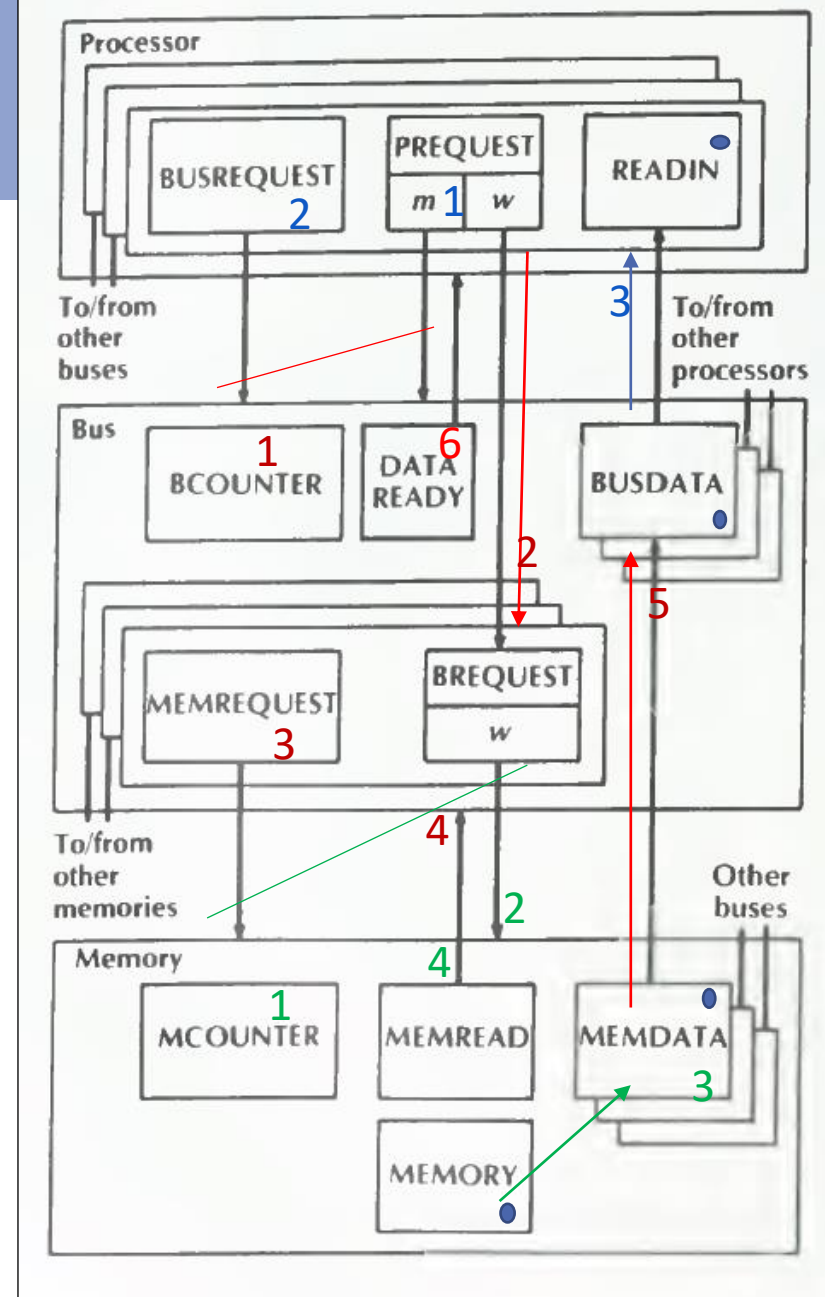 Processor
BUSREQUEST
2
PREQUEST
m 1 w
READIN
To/from
other
buses
3
To/from
other
processors
Bus
1
BCOUNTER
6
DATA
READY
BUSDATA
2
5
MEMREQUEST
3
BREQUEST
w
4
To/from
other
memories
2
Other
buses
Memory
4
1
MCOUNTER
MEMREAD
MEMDATA
3
MEMORY